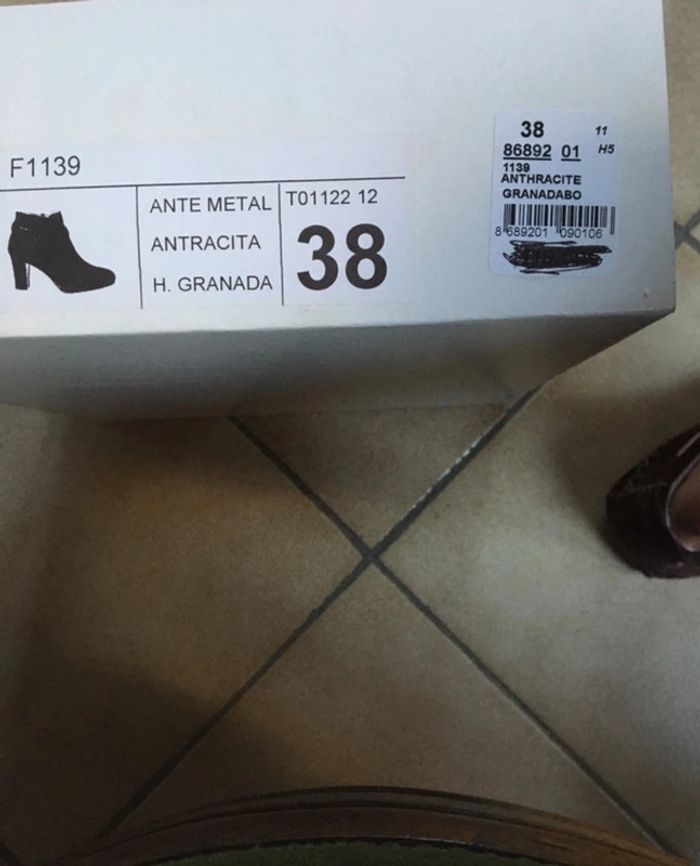 F1139
ANTE METAL
ANTRACITA
H. GRANADA
T01122 12
38
38
11
86892 01 H5
1139
ANTHRACITE
GRANADABO
8 689201 090106